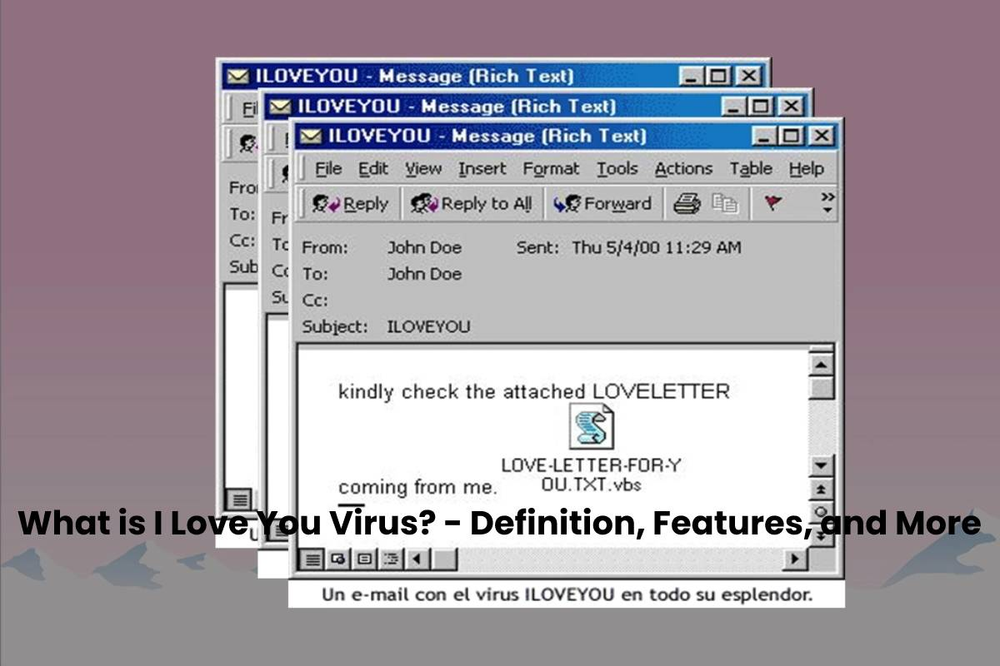 ILOVEYOU - Message (Rich Text)
ILOVEYOU - Message (Rich Text)
ILOVEYOU - Message (Rich Text)
File Edit View Insert Format Tools Actions Table Help
Reply Reply to All Forward
From: John Doe Sent: Thu 5/4/00 11:29 AM
To: John Doe
Cc:
Subject: ILOVEYOU
To:
Cc:
kindly check the attached LOVELETTER
LOVE-LETTER-FOR-Y
OU.TXT.vbs
coming from me.
What is I Love You Virus? - Definition, Features, and More
Un e-mail con el virus ILOVEYOU en todo su esplendor.